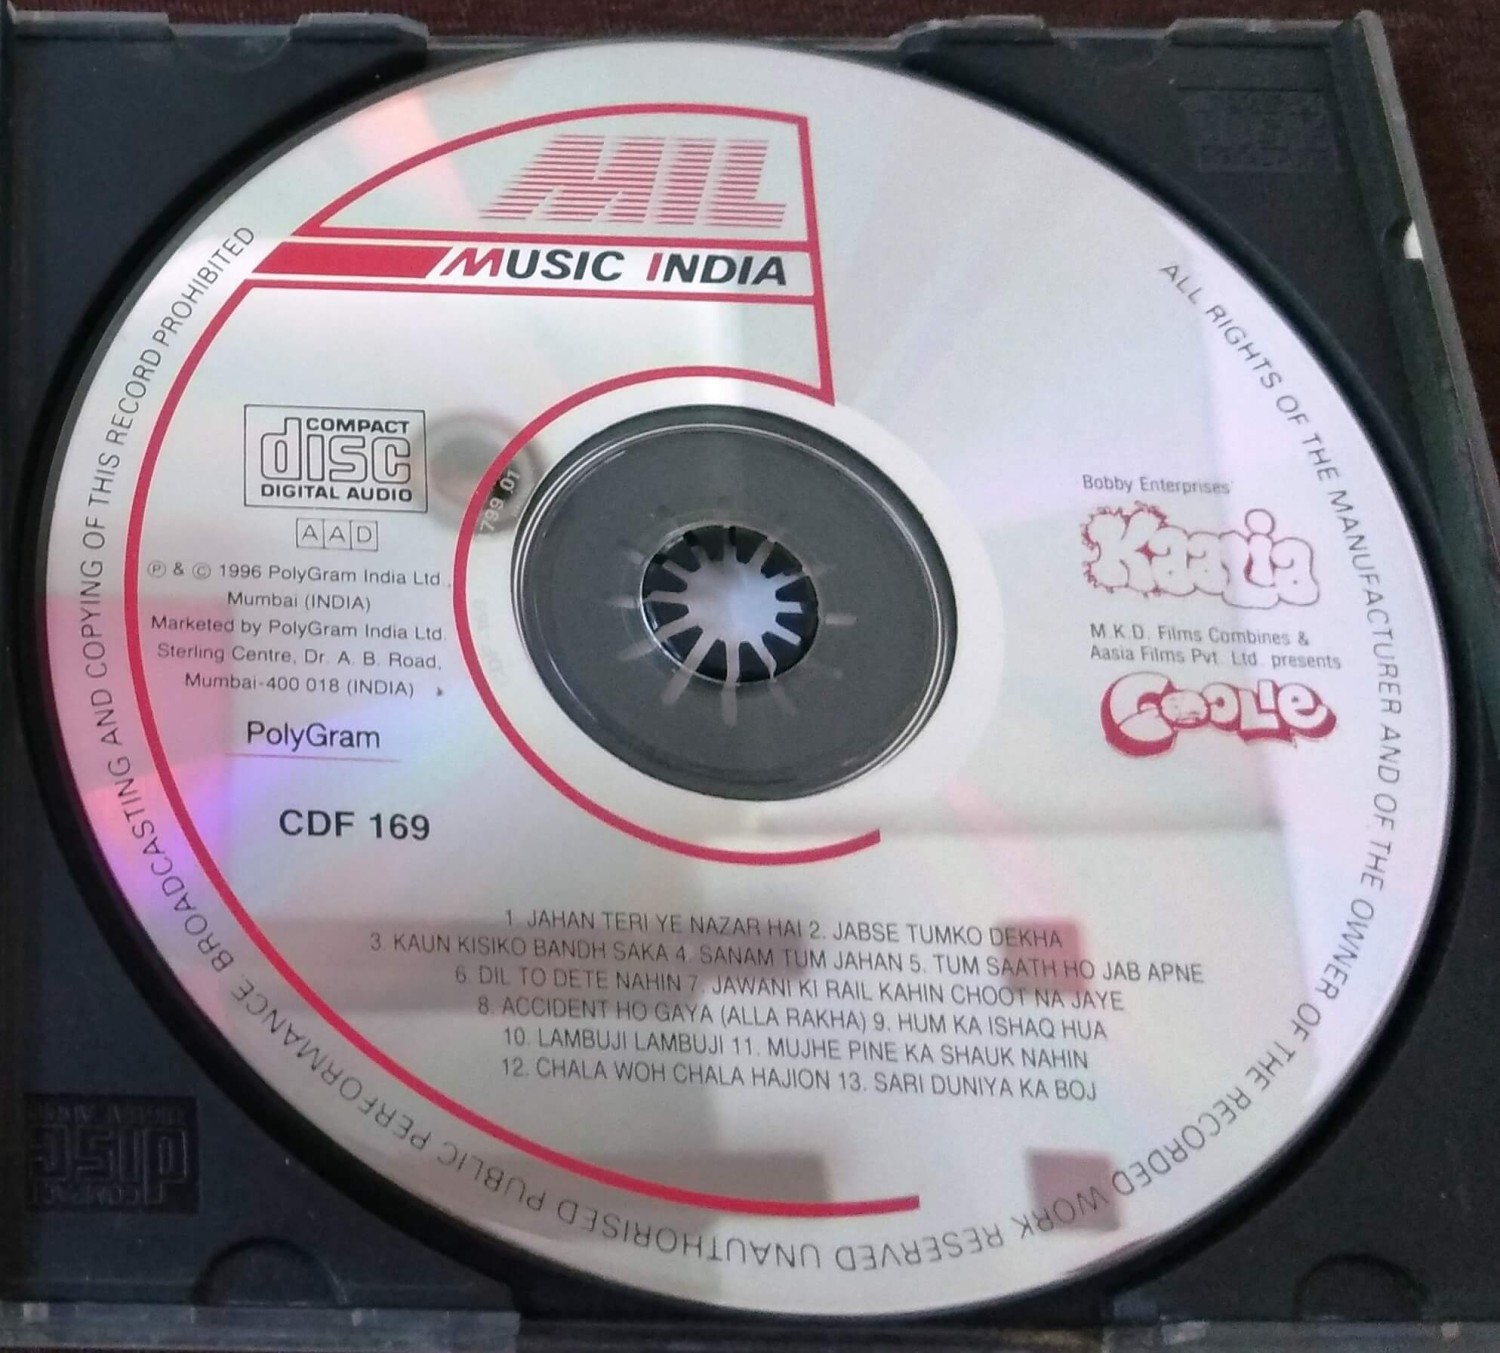 MIL
MUSIC INDIA
COMPACT
disc
DIGITAL AUDIO
AAD
℗ & © 1996 PolyGram India Ltd.,
Mumbai (INDIA)
Marketed by PolyGram India Ltd.
Sterling Centre, Dr. A. B. Road,
Mumbai-400 018 (INDIA)
PolyGram
CDF 169
799 01
Bobby Enterprises'
Kaalia
M.K.D. Films Combines &
Aasia Films Pvt. Ltd. presents
Coolie
1. JAHAN TERI YE NAZAR HAI 2. JABSE TUMKO DEKHA
3. KAUN KISIKO BANDH SAKA 4. SANAM TUM JAHAN 5. TUM SAATH HO JAB APNE
6. DIL TO DETE NAHIN 7. JAWANI KI RAIL KAHIN CHOOT NA JAYE
8. ACCIDENT HO GAYA (ALLA RAKHA) 9. HUM KA ISHAQ HUA
10. LAMBUJI LAMBUJI 11. MUJHE PINE KA SHAUK NAHIN
12. CHALA WOH CHALA HAJION 13. SARI DUNIYA KA BOJ
ALL RIGHTS OF THE MANUFACTURER AND OF THE OWNER OF THE RECORDED WORK RESERVED UNAUTHORISED PUBLIC PERFORMANCE. BROADCASTING AND COPYING OF THIS RECORD PROHIBITED
COMPACT
disc
DIGITAL AUDIO